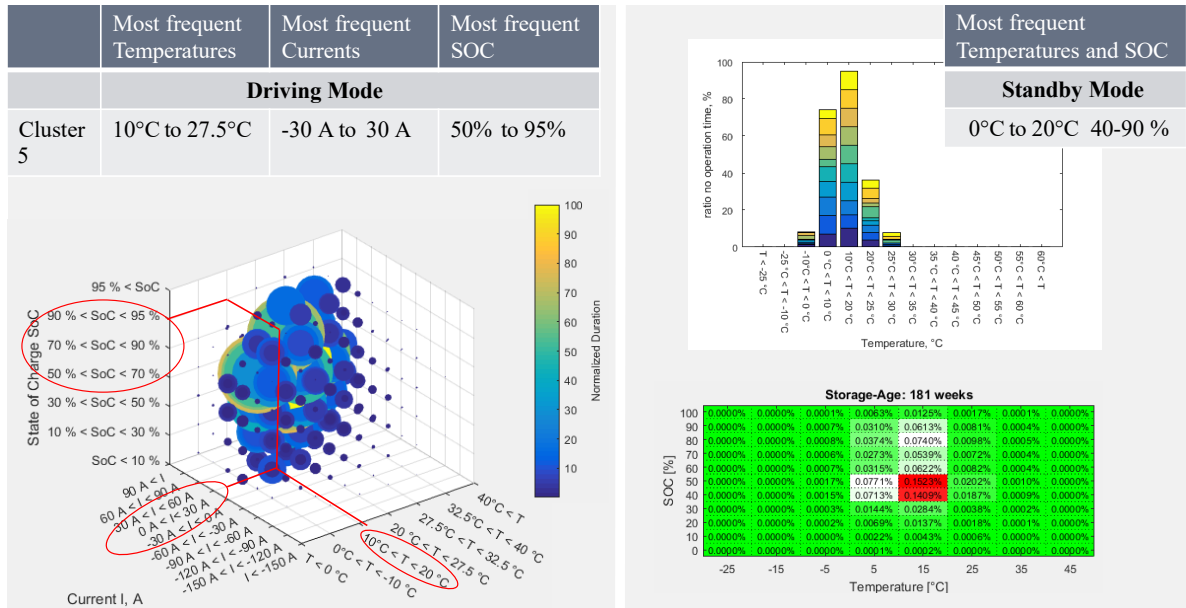 Most frequent Temperatures
Most frequent Currents
Most frequent SOC
Driving Mode
Cluster 5
10°C to 27.5°C
-30 A to 30 A
50% to 95%
95 % < SoC
90 % < SoC < 95 %
70 % < SoC < 90 %
50 % < SoC < 70 %
30 % < SoC < 50 %
10 % < SoC < 30 %
SoC < 10 %
State of Charge SoC
90 A < I
60 A < I < 90 A
30 A < I < 60 A
0 A < I < 30 A
-30 A < I < 0 A
-60 A < I < -30 A
-90 A < I < -60 A
-120 A < I < -90 A
-150 A < I < -120 A
I < -150 A
Current I, A
T < 0 °C
0°C < T < -10 °C
10°C < T < 20 °C
20 °C < T < 27.5 °C
27.5°C < T < 32.5 °C
32.5°C < T < 40 °C
40°C < T
100
90
80
70
60
50
40
30
20
10
Normalized Duration
Most frequent
Temperatures and SOC
Standby Mode
0°C to 20°C 40-90 %
100
80
60
40
20
0
ratio no operation time, %
T < -25 °C
-25 °C < T < -10 °C
-10°C < T < 0 °C
0 °C < T < 10 °C
10°C < T < 20 °C
20°C < T < 25 °C
25°C < T < 30 °C
30°C < T < 35 °C
35 °C < T < 40 °C
40 °C < T < 45 °C
45°C < T < 50 °C
50°C < T < 55 °C
55°C < T < 60 °C
60°C < T
Temperature, °C
Storage-Age: 181 weeks
100 0.0000% 0.0000% 0.0001% 0.0063% 0.0125% 0.0017% 0.0001% 0.0000%
90 0.0000% 0.0000% 0.0007% 0.0310% 0.0613% 0.0081% 0.0004% 0.0000%
80 0.0000% 0.0000% 0.0008% 0.0374% 0.0740% 0.0098% 0.0005% 0.0000%
70 0.0000% 0.0000% 0.0006% 0.0273% 0.0539% 0.0072% 0.0004% 0.0000%
60 0.0000% 0.0000% 0.0007% 0.0315% 0.0622% 0.0082% 0.0004% 0.0000%
50 0.0000% 0.0000% 0.0017% 0.0771% 0.1523% 0.0202% 0.0010% 0.0000%
40 0.0000% 0.0000% 0.0015% 0.0713% 0.1409% 0.0187% 0.0009% 0.0000%
30 0.0000% 0.0000% 0.0003% 0.0144% 0.0284% 0.0038% 0.0002% 0.0000%
20 0.0000% 0.0000% 0.0002% 0.0069% 0.0137% 0.0018% 0.0001% 0.0000%
10 0.0000% 0.0000% 0.0000% 0.0022% 0.0043% 0.0006% 0.0000% 0.0000%
0 0.0000% 0.0000% 0.0000% 0.0001% 0.0022% 0.0000% 0.0000% 0.0000%
SOC [%]
-25 -15 -5 5 15 25 35 45
Temperature [°C]